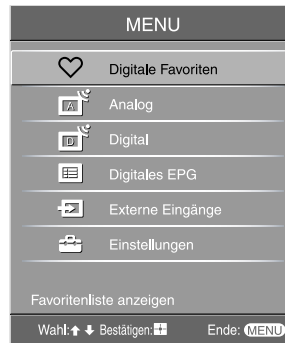 MENU
Digitale Favoriten
A Analog
D Digital
Digitales EPG
Externe Eingänge
Einstellungen
Favoritenliste anzeigen
Wahl: Bestätigen: Ende: MENU